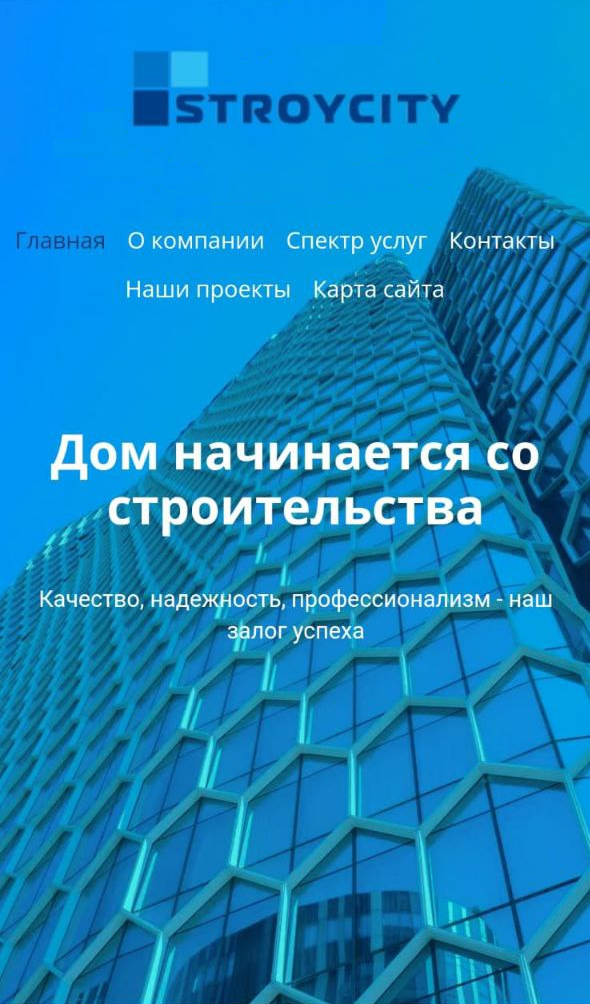 STROYCITY
Главная О компании Спектр услуг Контакты
Наши проекты Карта сайта
Дом начинается со
строительства
Качество, надежность, профессионализм - наш
залог успеха